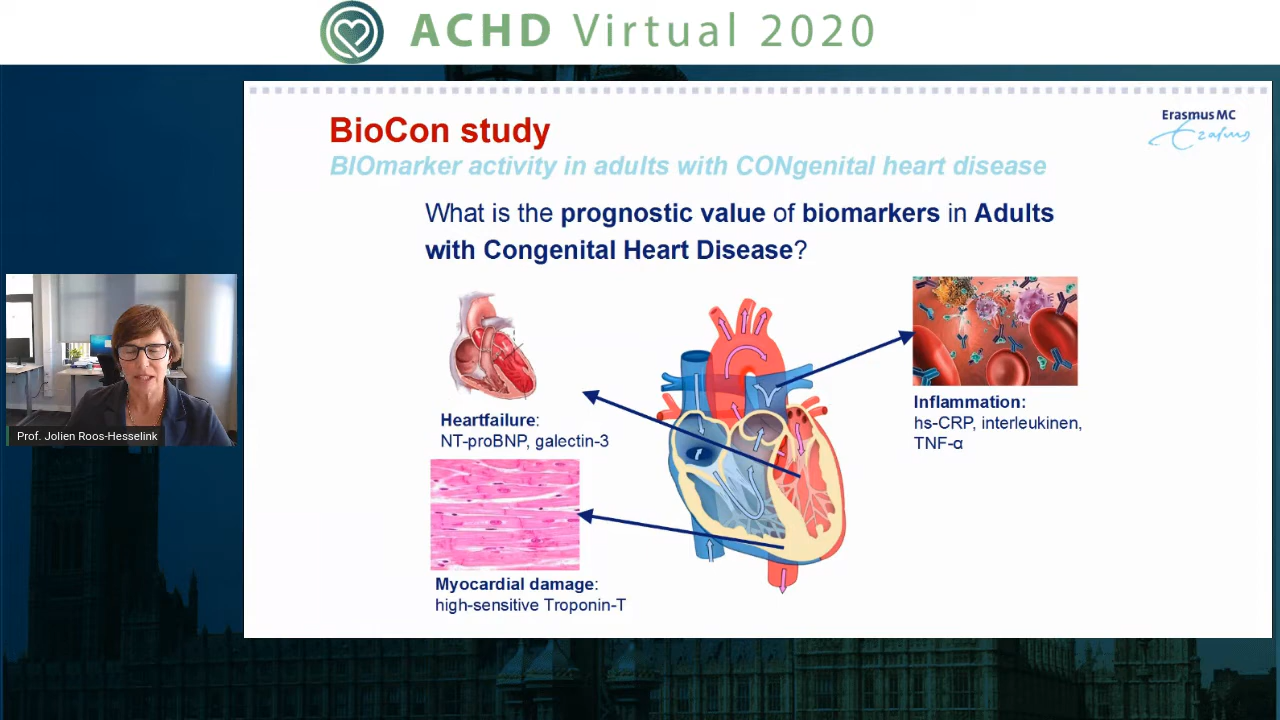 ACHD Virtual 2020
Erasmus MC
Erasmus
BioCon study
BIOmarker activity in adults with CONgenital heart disease
What is the prognostic value of biomarkers in Adults
with Congenital Heart Disease?
Heartfailure:
NT-proBNP, galectin-3
Inflammation:
hs-CRP, interleukinen,
TNF-α
Myocardial damage:
high-sensitive Troponin-T
Prof. Jolien Roos-Hesselink